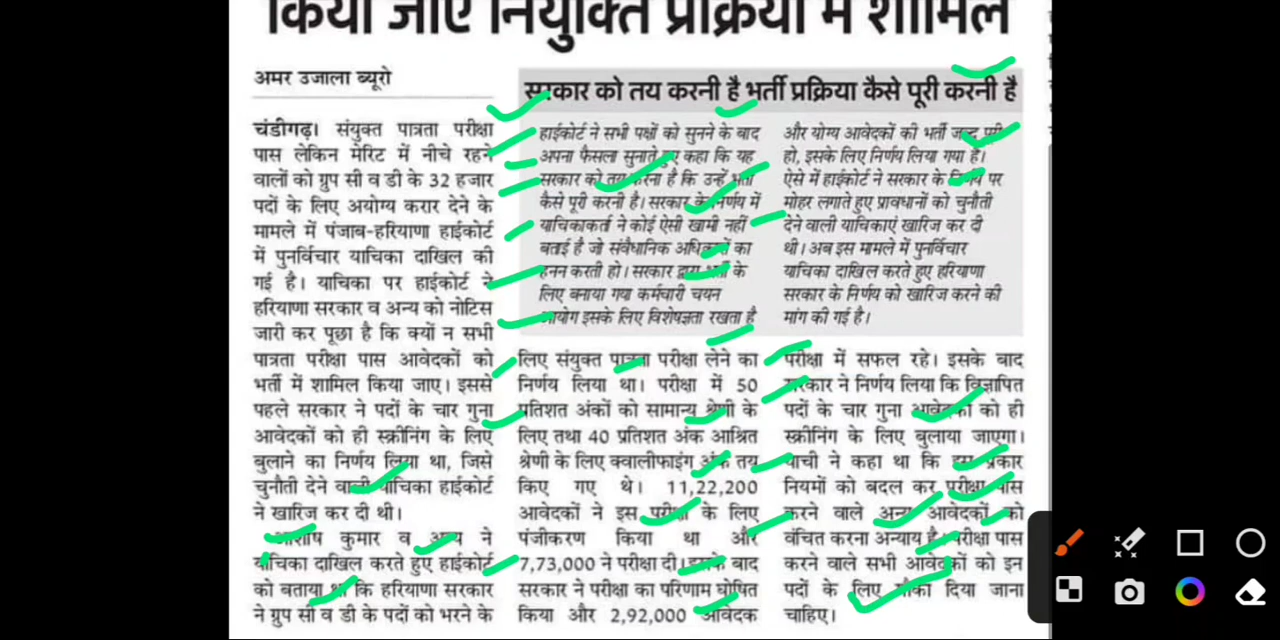 किया जाए नियुक्ति प्रक्रिया में शामिल
अमर उजाला ब्यूरो
चंडीगढ़। संयुक्त पात्रता परीक्षा
पास लेकिन मेरिट में नीचे रहने
वालों को ग्रुप सी व डी के 32 हजार
पदों के लिए अयोग्य करार देने के
मामले में पंजाब-हरियाणा हाईकोर्ट
में पुनर्विचार याचिका दाखिल की
गई है। याचिका पर हाईकोर्ट ने
हरियाणा सरकार व अन्य को नोटिस
जारी कर पूछा है कि क्यों न सभी
पात्रता परीक्षा पास आवेदकों को
भर्ती में शामिल किया जाए। इससे
पहले सरकार ने पदों के चार गुना
आवेदकों को ही स्क्रीनिंग के लिए
बुलाने का निर्णय लिया था, जिसे
चुनौती देने वाली याचिका हाईकोर्ट
ने खारिज कर दी थी।
आशीष कुमार व अन्य ने
याचिका दाखिल करते हुए हाईकोर्ट
को बताया था कि हरियाणा सरकार
ने ग्रुप सी व डी के पदों को भरने के
सरकार को तय करनी है भर्ती प्रक्रिया कैसे पूरी करनी है
हाईकोर्ट ने सभी पक्षों को सुनने के बाद
अपना फैसला सुनाते हुए कहा कि यह
सरकार को तय करना है कि उन्हें भर्ती
कैसे पूरी करनी है। सरकार के निर्णय में
याचिकाकर्ता ने कोई ऐसी खामी नहीं
बताई है जो संवैधानिक अधिकारों का
हनन करती हो। सरकार द्वारा भर्ती के
लिए बनाया गया कर्मचारी चयन
आयोग इसके लिए विशेषज्ञता रखता है
और योग्य आवेदकों की भर्ती जल्द पूरी
हो, इसके लिए निर्णय लिया गया है।
ऐसे में हाईकोर्ट ने सरकार के निर्णय पर
मोहर लगाते हुए प्रावधानों को चुनौती
देने वाली याचिकाएं खारिज कर दी
थी। अब इस मामले में पुनर्विचार
याचिका दाखिल करते हुए हरियाणा
सरकार के निर्णय को खारिज करने की
मांग की गई है।
लिए संयुक्त पात्रता परीक्षा लेने का
निर्णय लिया था। परीक्षा में 50
प्रतिशत अंकों को सामान्य श्रेणी के
लिए तथा 40 प्रतिशत अंक आश्रित
श्रेणी के लिए क्वालीफाइंग अंक तय
किए गए थे। 11,22,200
आवेदकों ने इस परीक्षा के लिए
पंजीकरण किया था और
7,73,000 ने परीक्षा दी। इसके बाद
सरकार ने परीक्षा का परिणाम घोषित
किया और 2,92,000 आवेदक
परीक्षा में सफल रहे। इसके बाद
सरकार ने निर्णय लिया कि विज्ञापित
पदों के चार गुना आवेदकों को ही
स्क्रीनिंग के लिए बुलाया जाएगा।
याची ने कहा था कि इस प्रकार
नियमों को बदल कर परीक्षा पास
करने वाले अन्य आवेदकों को
वंचित करना अन्याय है। परीक्षा पास
करने वाले सभी आवेदकों को इन
पदों के लिए मौका दिया जाना
चाहिए।